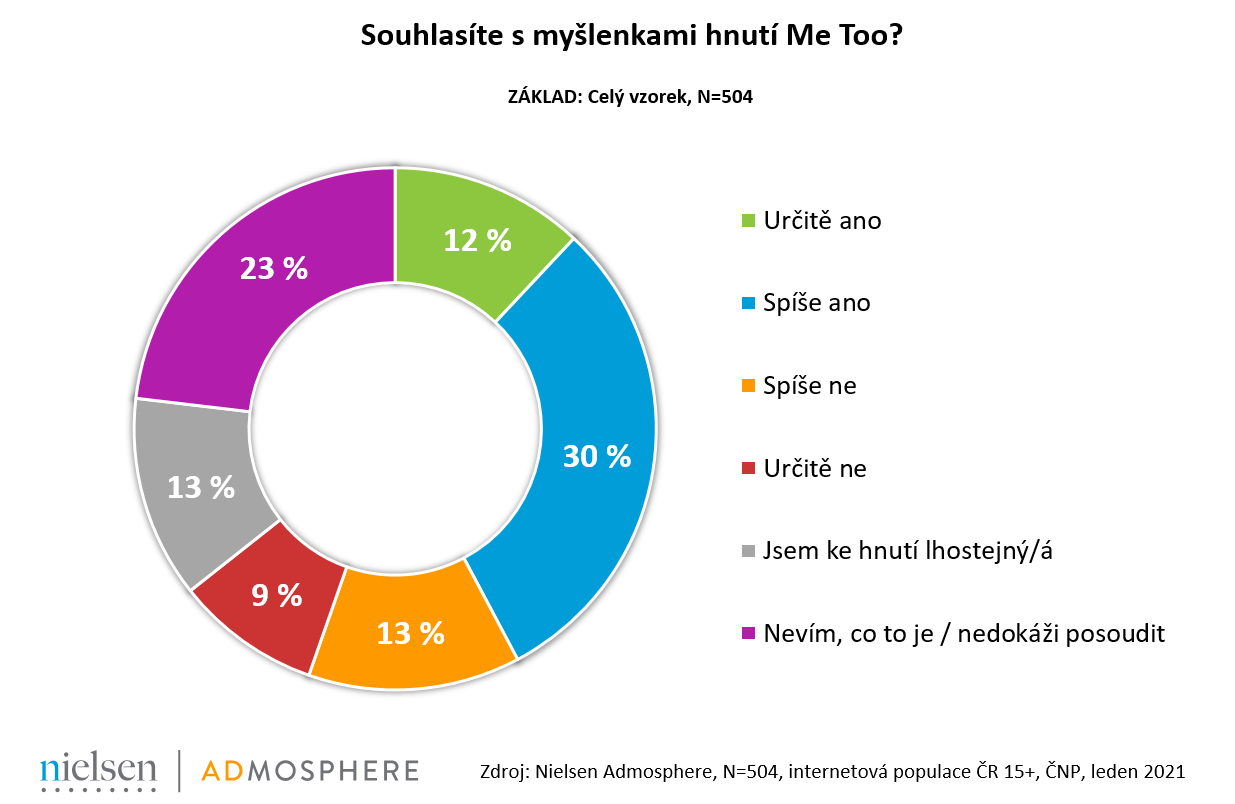 Souhlasíte s myšlenkami hnutí Me Too?
ZÁKLAD: Celý vzorek, N=504
12 %
30 %
13 %
9 %
13 %
23 %
Určitě ano
Spíše ano
Spíše ne
Určitě ne
Jsem ke hnutí lhostejný/á
Nevím, co to je / nedokáži posoudit
nielsen ADMOSPHERE
Zdroj: Nielsen Admosphere, N=504, internetová populace ČR 15+, ČNP, leden 2021